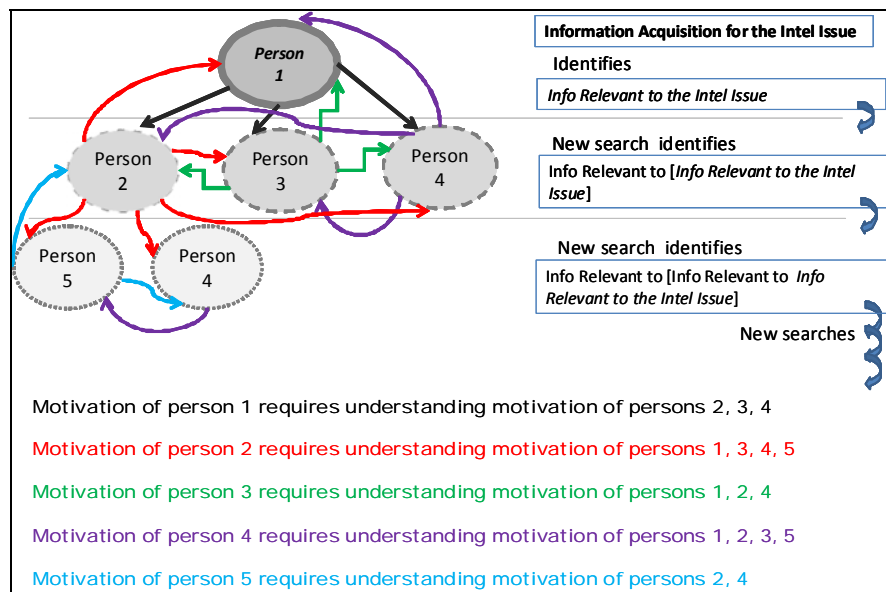 Person
1
Information Acquisition for the Intel Issue
Identifies
Info Relevant to the Intel Issue
Person
2
Person
3
Person
4
New search identifies
Info Relevant to [Info Relevant to the Intel
Issue]
Person
5
Person
4
New search identifies
Info Relevant to [Info Relevant to Info
Relevant to the Intel Issue]
New searches
Motivation of person 1 requires understanding motivation of persons 2, 3, 4
Motivation of person 2 requires understanding motivation of persons 1, 3, 4, 5
Motivation of person 3 requires understanding motivation of persons 1, 2, 4
Motivation of person 4 requires understanding motivation of persons 1, 2, 3, 5
Motivation of person 5 requires understanding motivation of persons 2, 4